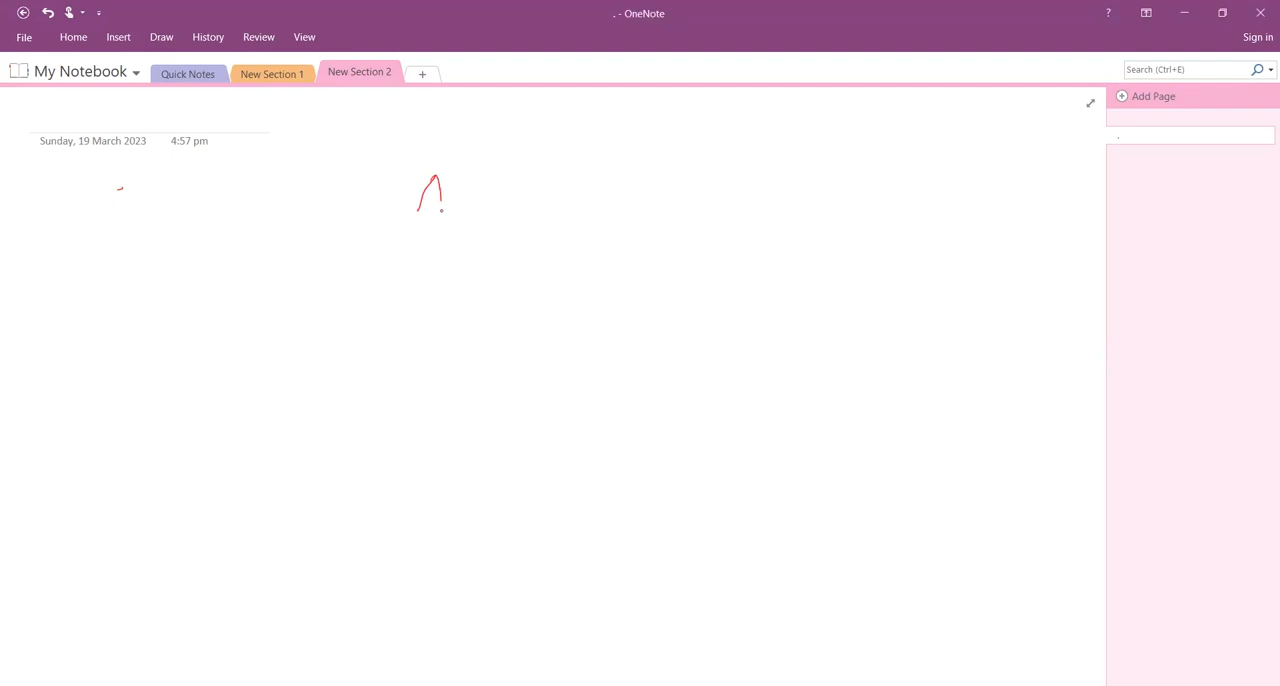 . - OneNote
?
File Home Insert Draw History Review View Sign in
My Notebook Quick Notes New Section 1 New Section 2 + Search (Ctrl+E)
Add Page
Sunday, 19 March 2023 4:57 pm
.